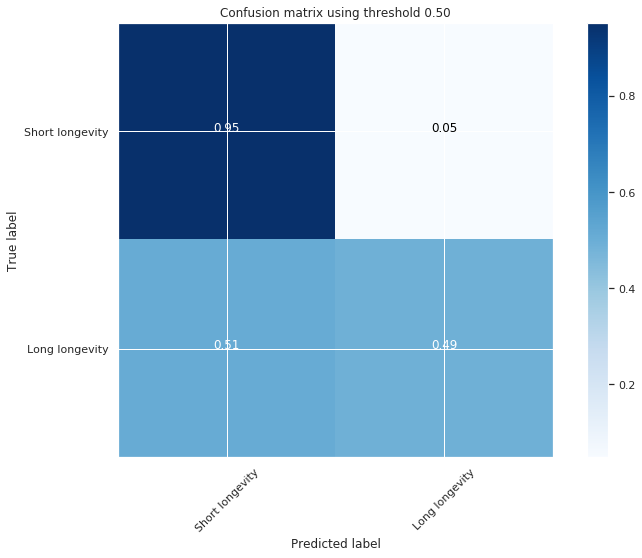 Confusion matrix using threshold 0.50
Short longevity
0.95
0.05
0.8
0.6
True label
0.4
Long longevity
0.51
0.49
0.2
Short longevity
Long longevity
Predicted label